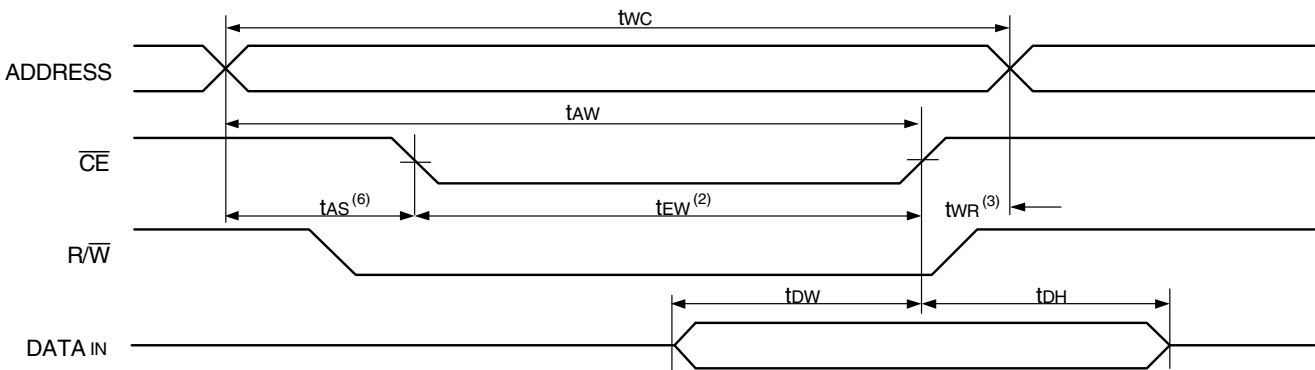 tWC
ADDRESS
tAW
CE
tAS (6)
tEW (2)
tWR (3)
R/W
tDW
tDH
DATA IN